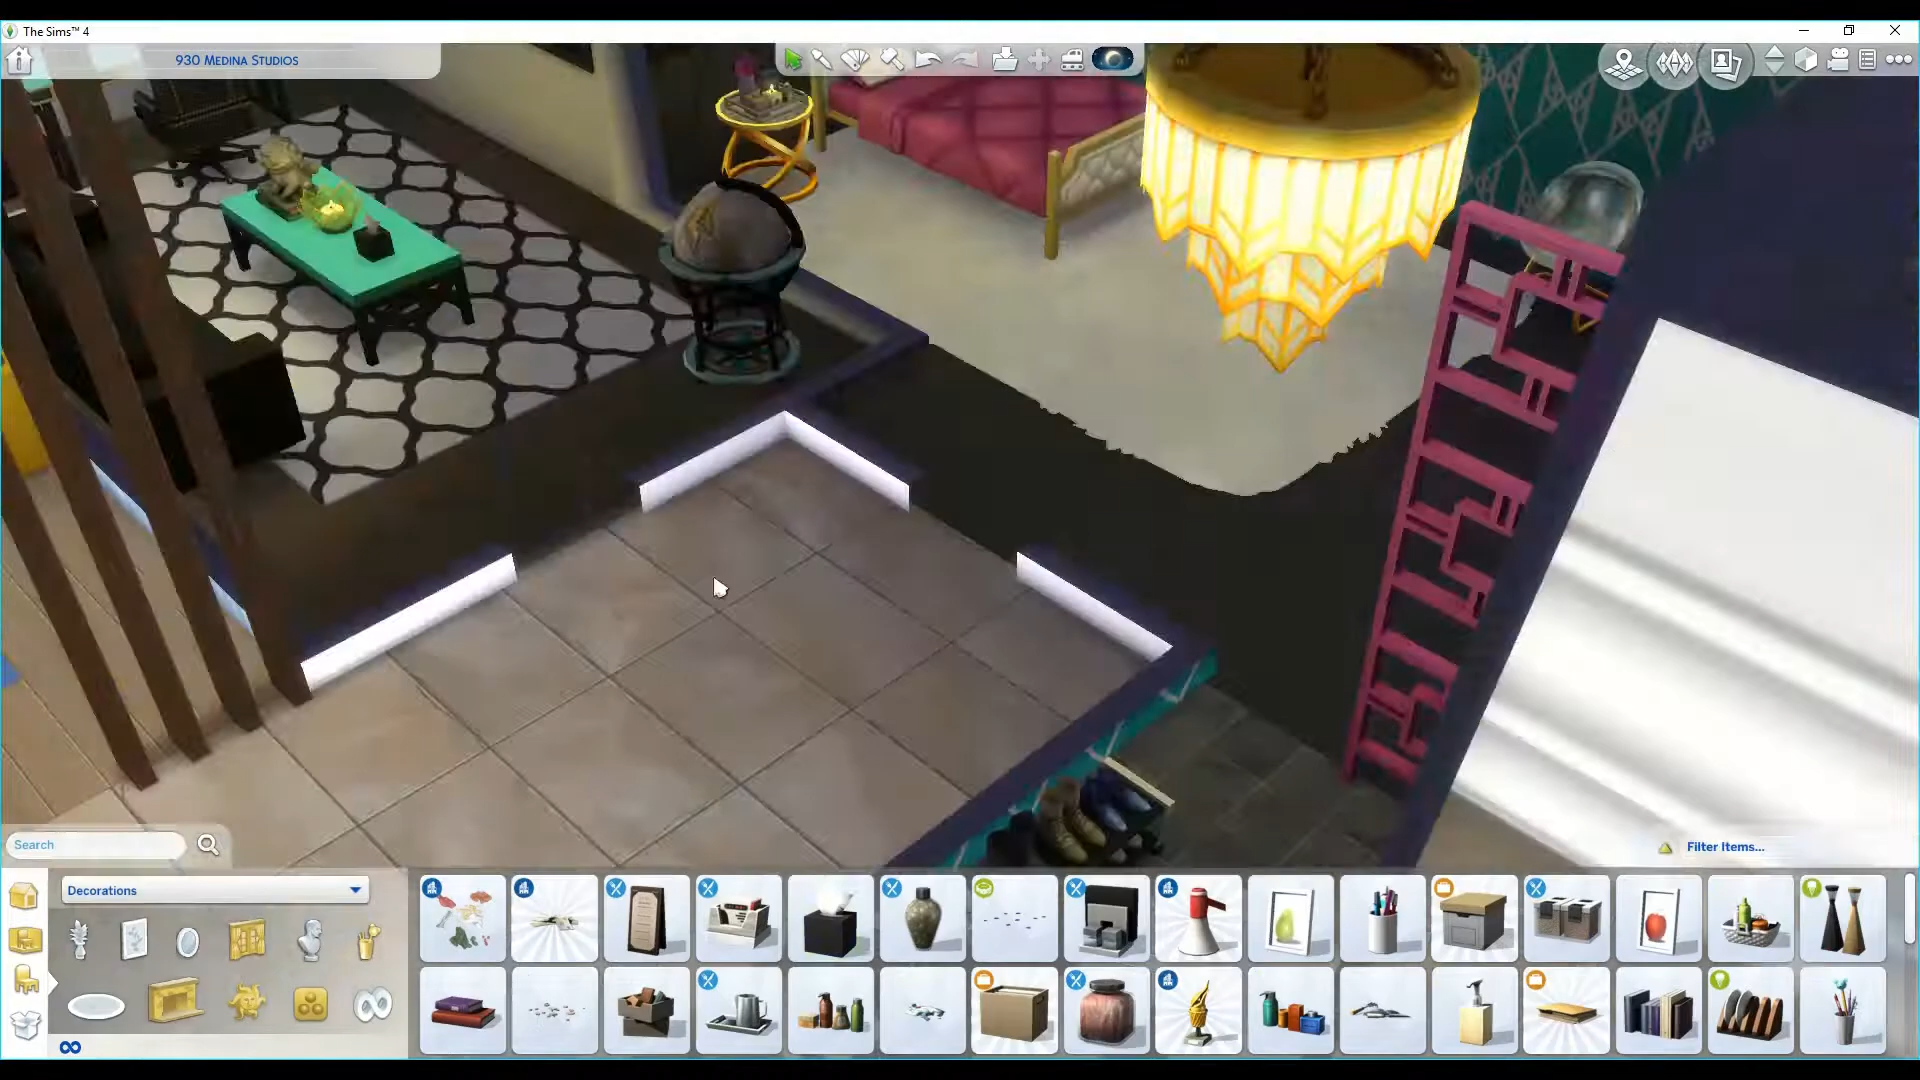 The Sims™ 4
930 MEDINA STUDIOS
Search
Filter Items...
Decorations